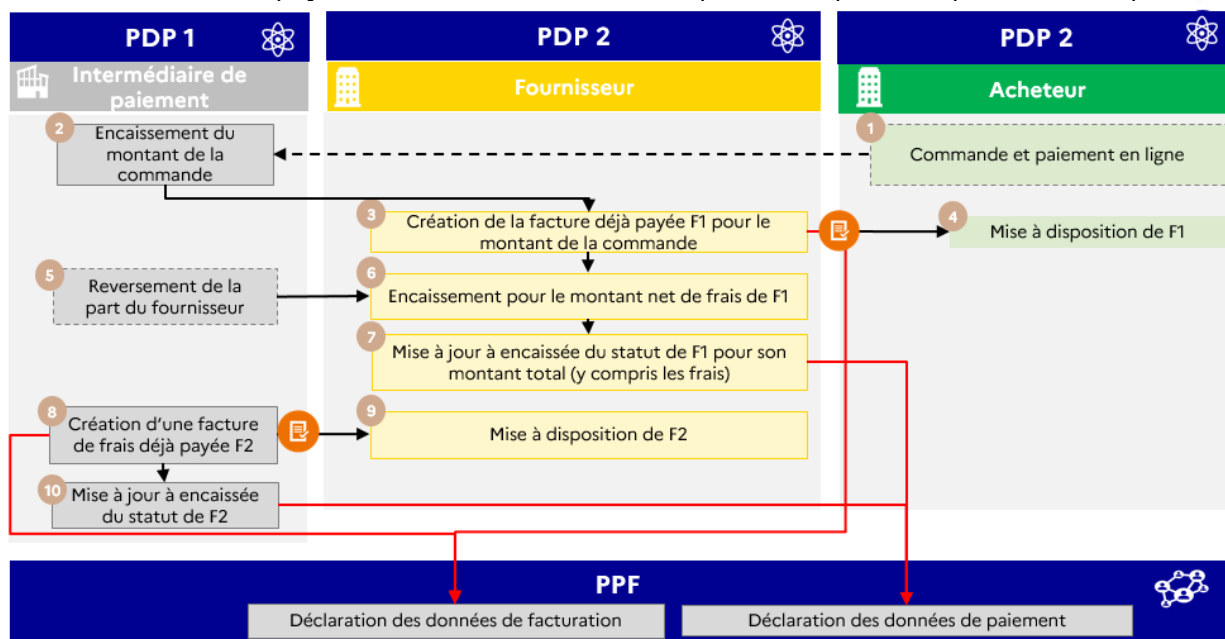 PDP 1
PDP 2
PDP 2
Intermédiaire de
paiement
Fournisseur
Acheteur
2
Encaissement du
montant de la
commande
1
Commande et paiement en ligne
3
Création de la facture déjà payée F1 pour le
montant de la commande
4
Mise à disposition de F1
5
Reversement de la
part du fournisseur
6
Encaissement pour le montant net de frais de F1
7
Mise à jour à encaissée du statut de F1 pour son
montant total (y compris les frais)
8
Création d'une facture
de frais déjà payée F2
9
Mise à disposition de F2
10
Mise à jour à encaissée
du statut de F2
PPF
Déclaration des données de facturation
Déclaration des données de paiement